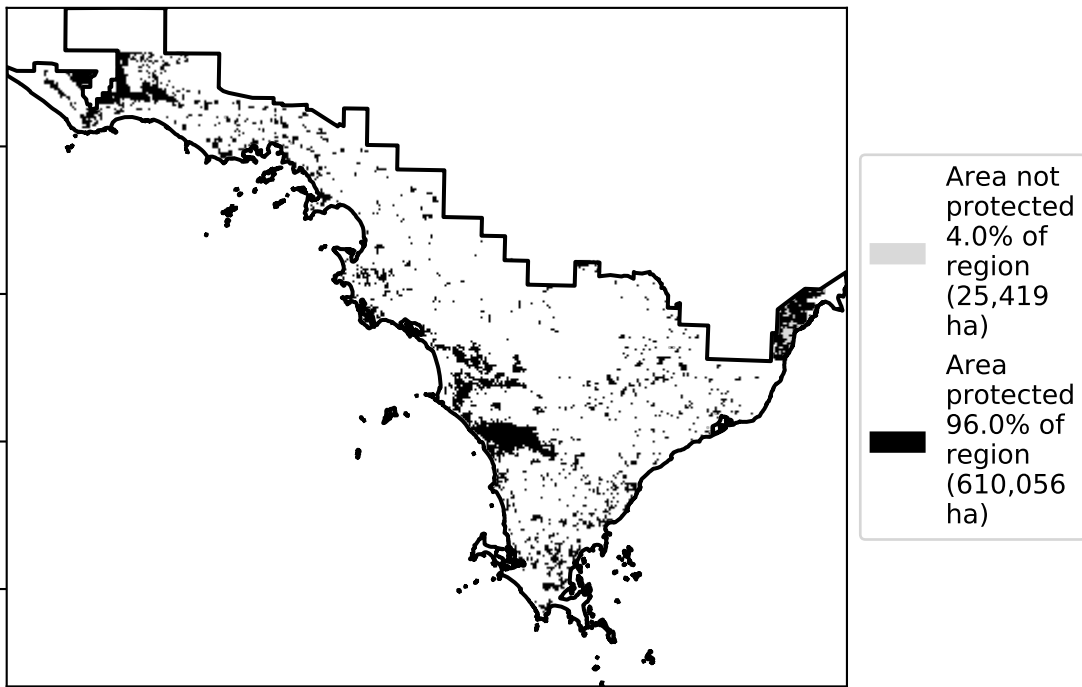 Area not
protected
4.0% of
region
(25,419
ha)
Area
protected
96.0% of
region
(610,056
ha)